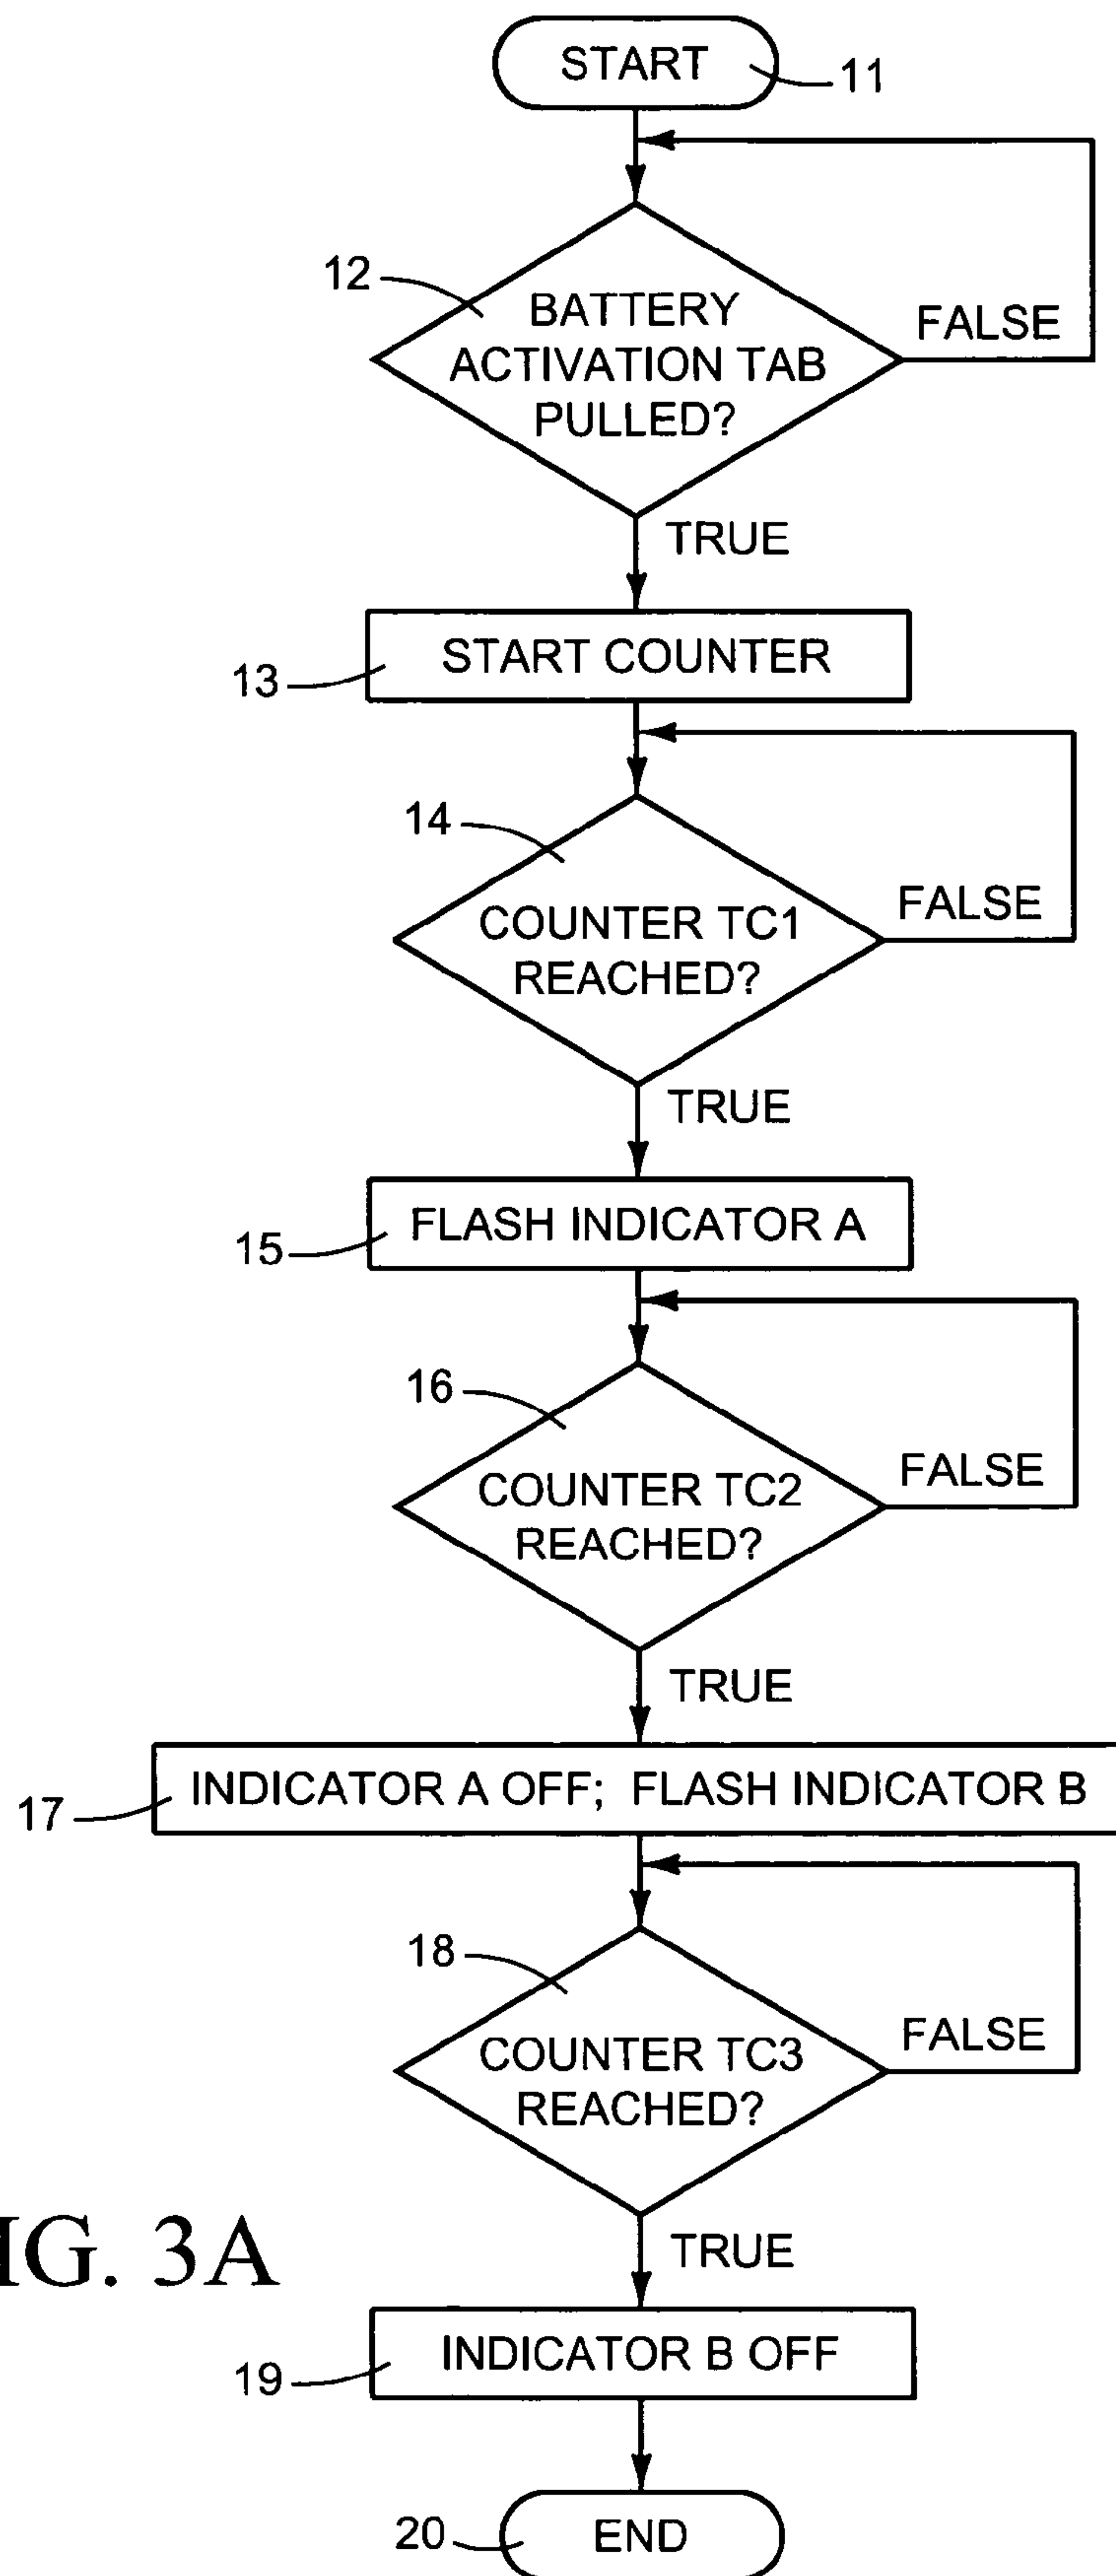 START
11
12
BATTERY
ACTIVATION TAB
PULLED?
FALSE
TRUE
START COUNTER
13
14
COUNTER TC1
REACHED?
FALSE
TRUE
FLASH INDICATOR A
15
16
COUNTER TC2
REACHED?
FALSE
TRUE
INDICATOR A OFF; FLASH INDICATOR B
17
18
COUNTER TC3
REACHED?
FALSE
TRUE
IG. 3A
INDICATOR B OFF
19
20
END